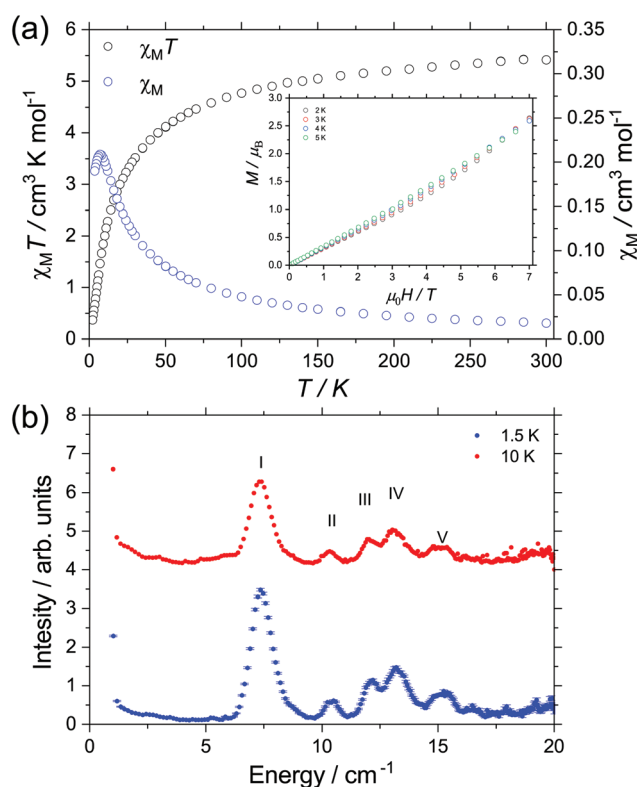 (a)
χMT
χM
χMT / cm3 K mol-1
6
5
4
3
2
1
0
0.35
0.30
0.25
0.20
0.15
0.10
0.05
0.00
χM / cm3 mol-1
M / μB
3.0
2.5
2.0
1.5
1.0
0.5
0.0
2 K
3 K
4 K
5 K
0 1 2 3 4 5 6 7
μ0H / T
0 50 100 150 200 250 300
T / K
(b)
Intesity / arb. units
8
7
6
5
4
3
2
1
0
1.5 K
10 K
I
II
III
IV
V
0 5 10 15 20
Energy / cm-1